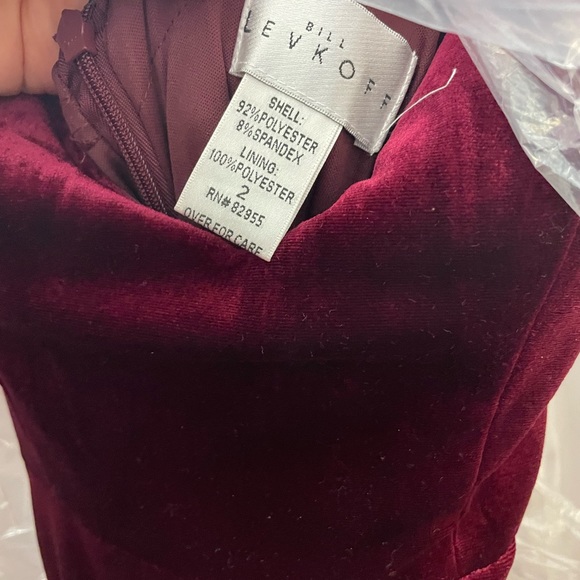 BILL
LEVKOFF
SHELL:
92%POLYESTER
8%SPANDEX
LINING:
100%POLYESTER
2
RN# 82955
OVER FOR CARE